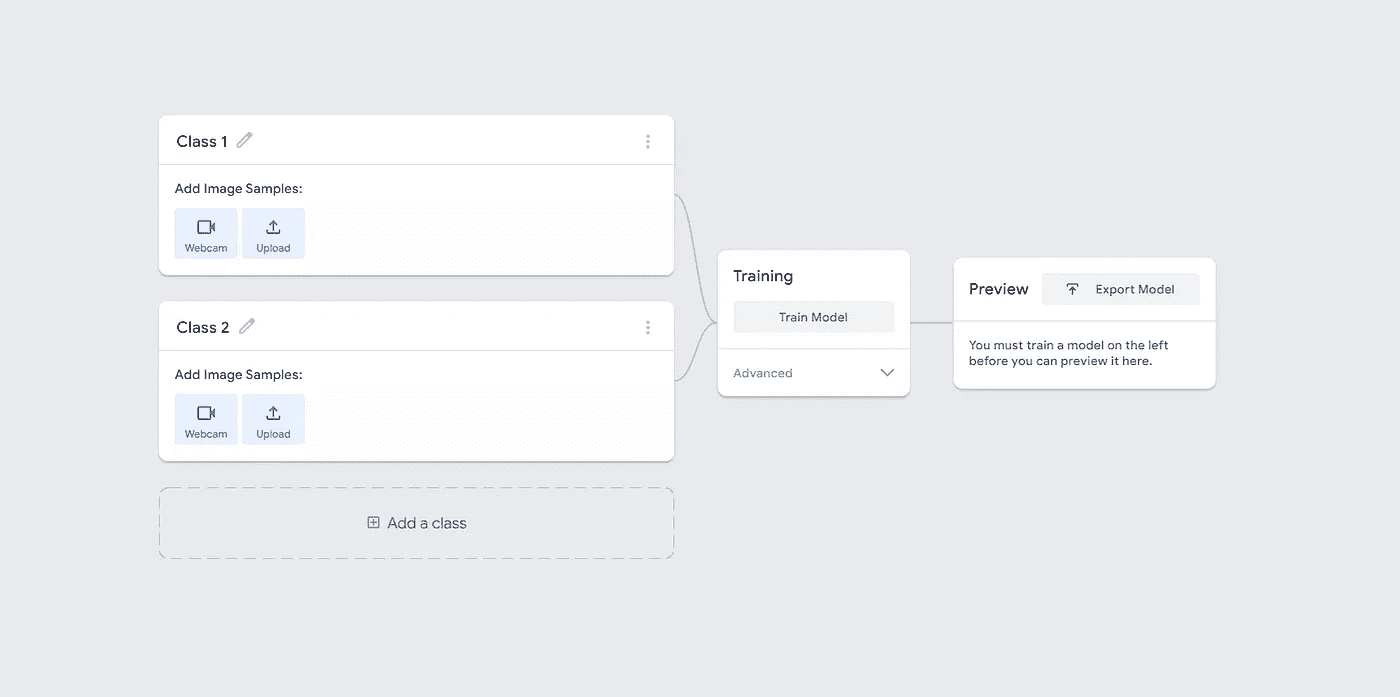 Class 1
Add Image Samples:
Webcam
Upload
Class 2
Add Image Samples:
Webcam
Upload
Add a class
Training
Train Model
Advanced
Preview
Export Model
You must train a model on the left
before you can preview it here.